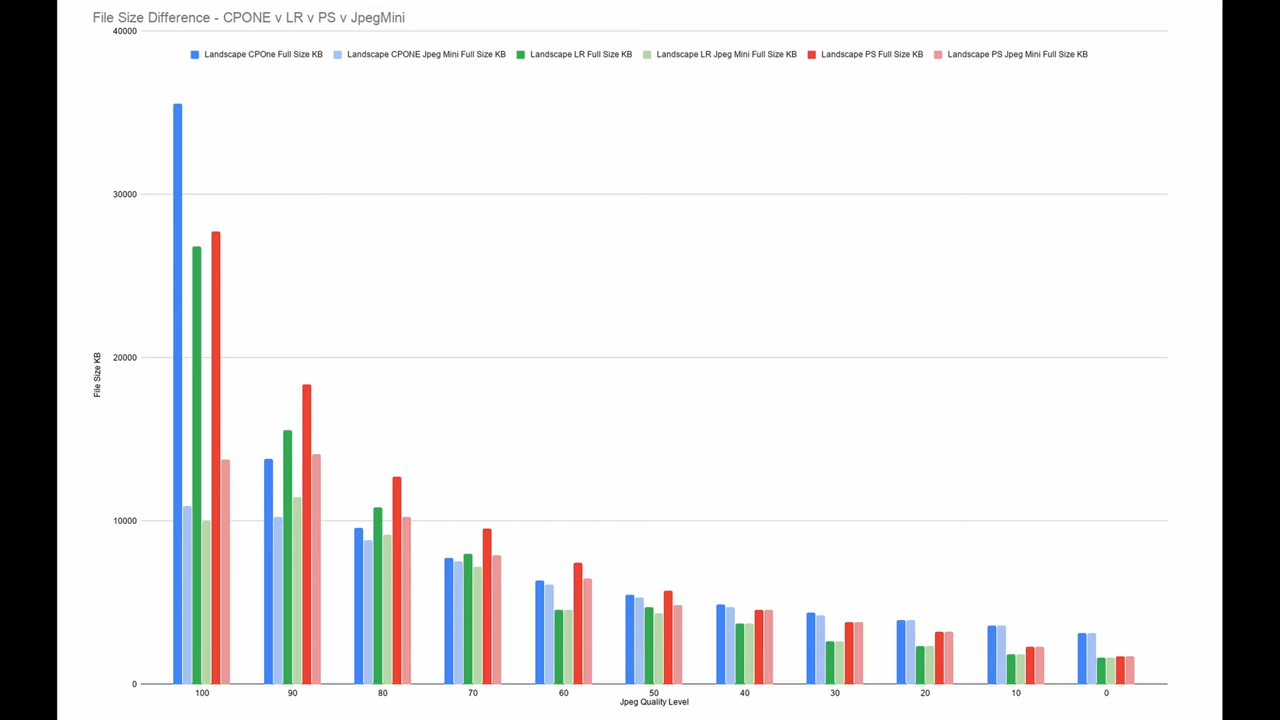 File Size Difference - CPONE v LR v PS v JpegMini
40000
Landscape CPOne Full Size KB Landscape CPONE Jpeg Mini Full Size KB Landscape LR Full Size KB Landscape LR Jpeg Mini Full Size KB Landscape PS Full Size KB Landscape PS Jpeg Mini Full Size KB
30000
20000
File Size KB
10000
0
100 90 80 70 60 50 40 30 20 10 0
Jpeg Quality Level